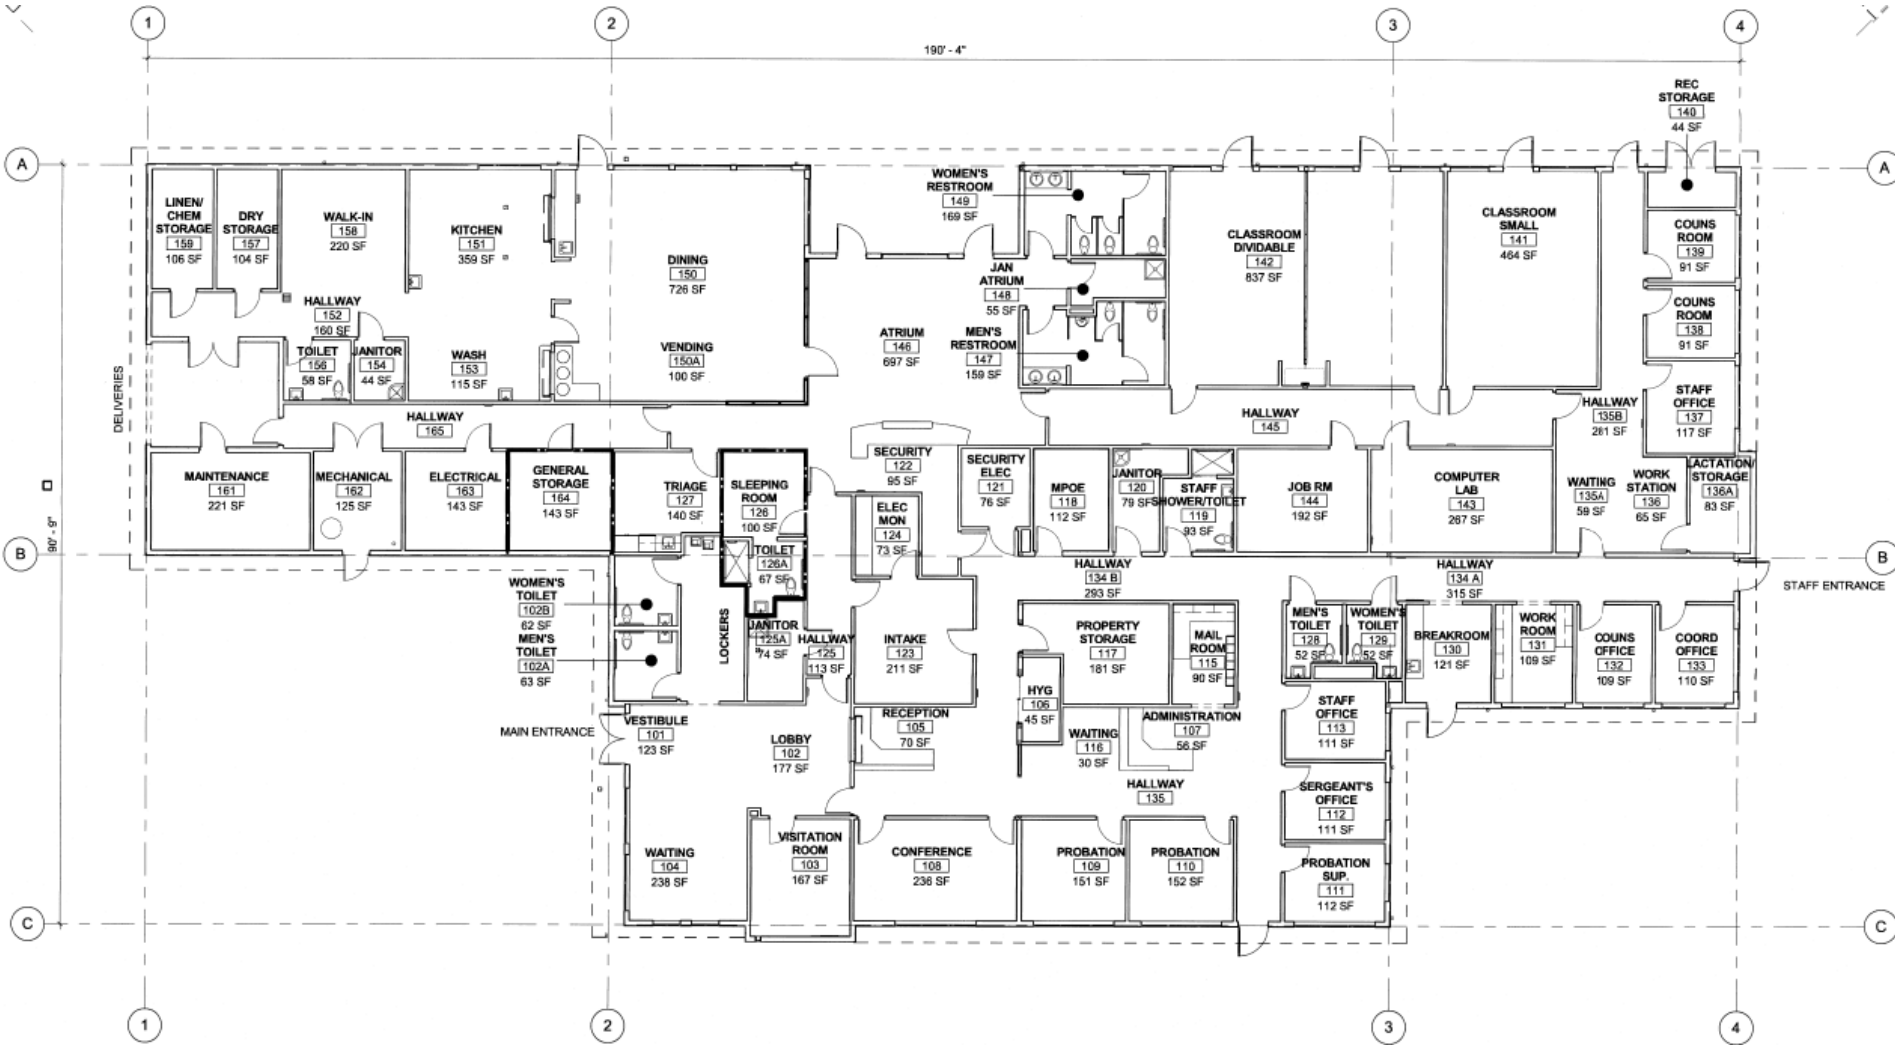 1
2
3
4
190' - 4"
REC
STORAGE
140
44 SF
A
A
LINEN/
CHEM
STORAGE
159
106 SF
DRY
STORAGE
157
104 SF
WALK-IN
158
220 SF
KITCHEN
151
359 SF
DINING
150
726 SF
WOMEN'S
RESTROOM
149
169 SF
CLASSROOM
DIVIDABLE
142
837 SF
CLASSROOM
SMALL
141
464 SF
COUNS
ROOM
139
91 SF
JAN
ATRIUM
148
55 SF
HALLWAY
152
160 SF
COUNS
ROOM
138
91 SF
TOILET
156
58 SF
JANITOR
154
44 SF
WASH
153
115 SF
VENDING
150A
100 SF
ATRIUM
146
697 SF
MEN'S
RESTROOM
147
159 SF
STAFF
OFFICE
137
117 SF
DELIVERIES
HALLWAY
165
HALLWAY
145
HALLWAY
135B
281 SF
MAINTENANCE
161
221 SF
MECHANICAL
162
125 SF
ELECTRICAL
163
143 SF
GENERAL
STORAGE
164
143 SF
TRIAGE
127
140 SF
SLEEPING
ROOM
126
100 SF
SECURITY
122
95 SF
SECURITY
ELEC
121
76 SF
MPOE
118
112 SF
JANITOR
120
79 SF
STAFF
SHOWER/TOILET
119
93 SF
JOB RM
144
192 SF
COMPUTER
LAB
143
267 SF
WAITING
135A
59 SF
WORK
STATION
136
65 SF
LACTATION/
STORAGE
136A
83 SF
90' - 9"
ELEC
MON
124
73 SF
B
B
TOILET
126A
67 SF
HALLWAY
134 B
293 SF
HALLWAY
134 A
315 SF
STAFF ENTRANCE
WOMEN'S
TOILET
102B
62 SF
MEN'S
TOILET
102A
63 SF
LOCKERS
JANITOR
125A
74 SF
HALLWAY
125
113 SF
INTAKE
123
211 SF
PROPERTY
STORAGE
117
181 SF
MAIL
ROOM
115
90 SF
MEN'S
TOILET
128
52 SF
WOMEN'S
TOILET
129
52 SF
BREAKROOM
130
121 SF
WORK
ROOM
131
109 SF
COUNS
OFFICE
132
109 SF
COORD
OFFICE
133
110 SF
HYG
106
45 SF
MAIN ENTRANCE
VESTIBULE
101
123 SF
LOBBY
102
177 SF
RECEPTION
105
70 SF
WAITING
116
30 SF
ADMINISTRATION
107
56 SF
STAFF
OFFICE
113
111 SF
HALLWAY
135
SERGEANT'S
OFFICE
112
111 SF
WAITING
104
238 SF
VISITATION
ROOM
103
167 SF
CONFERENCE
108
236 SF
PROBATION
109
151 SF
PROBATION
110
152 SF
PROBATION
SUP.
111
112 SF
C
C
1
2
3
4